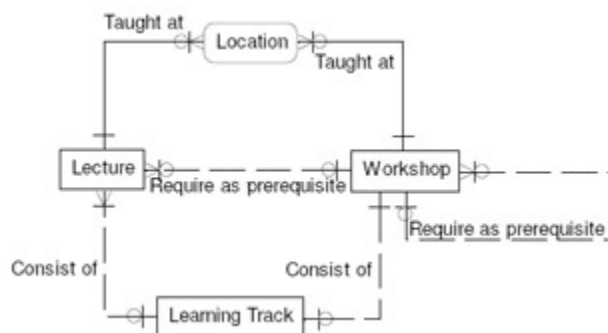 Taught at
Location
Taught at
Lecture
Workshop
Require as prerequisite
Require as prerequisite
Consist of
Consist of
Learning Track